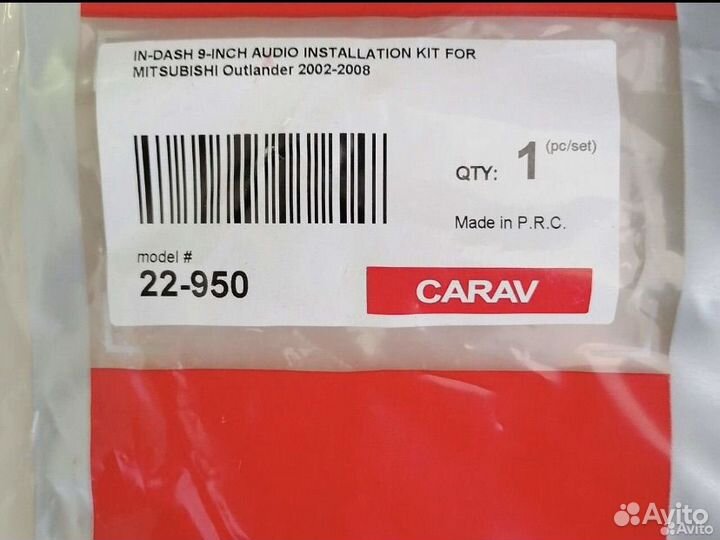 IN-DASH 9-INCH AUDIO INSTALLATION KIT FOR
MITSUBISHI Outlander 2002-2008
QTY: 1 (pc/set)
Made in P.R.C.
model #
22-950
CARAV
Avito
Avito